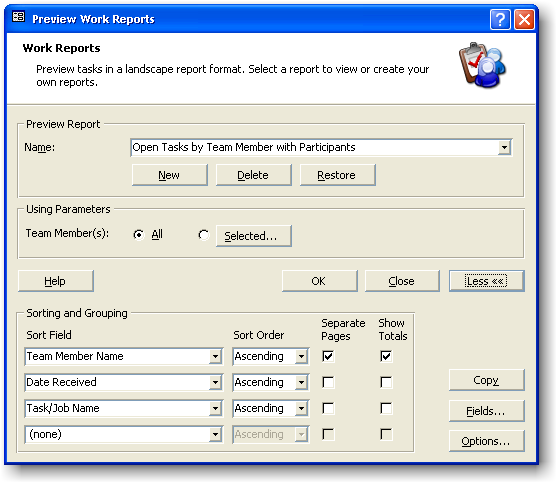 Preview Work Reports
Work Reports
Preview tasks in a landscape report format. Select a report to view or create your
own reports.
Preview Report
Name: Open Tasks by Team Member with Participants
New Delete Restore
Using Parameters
Team Member(s): All Selected...
Help OK Close Less <<
Sorting and Grouping
Sort Field Sort Order Separate Pages Show Totals
Team Member Name Ascending
Date Received Ascending
Task/Job Name Ascending
(none) Ascending
Copy
Fields...
Options...